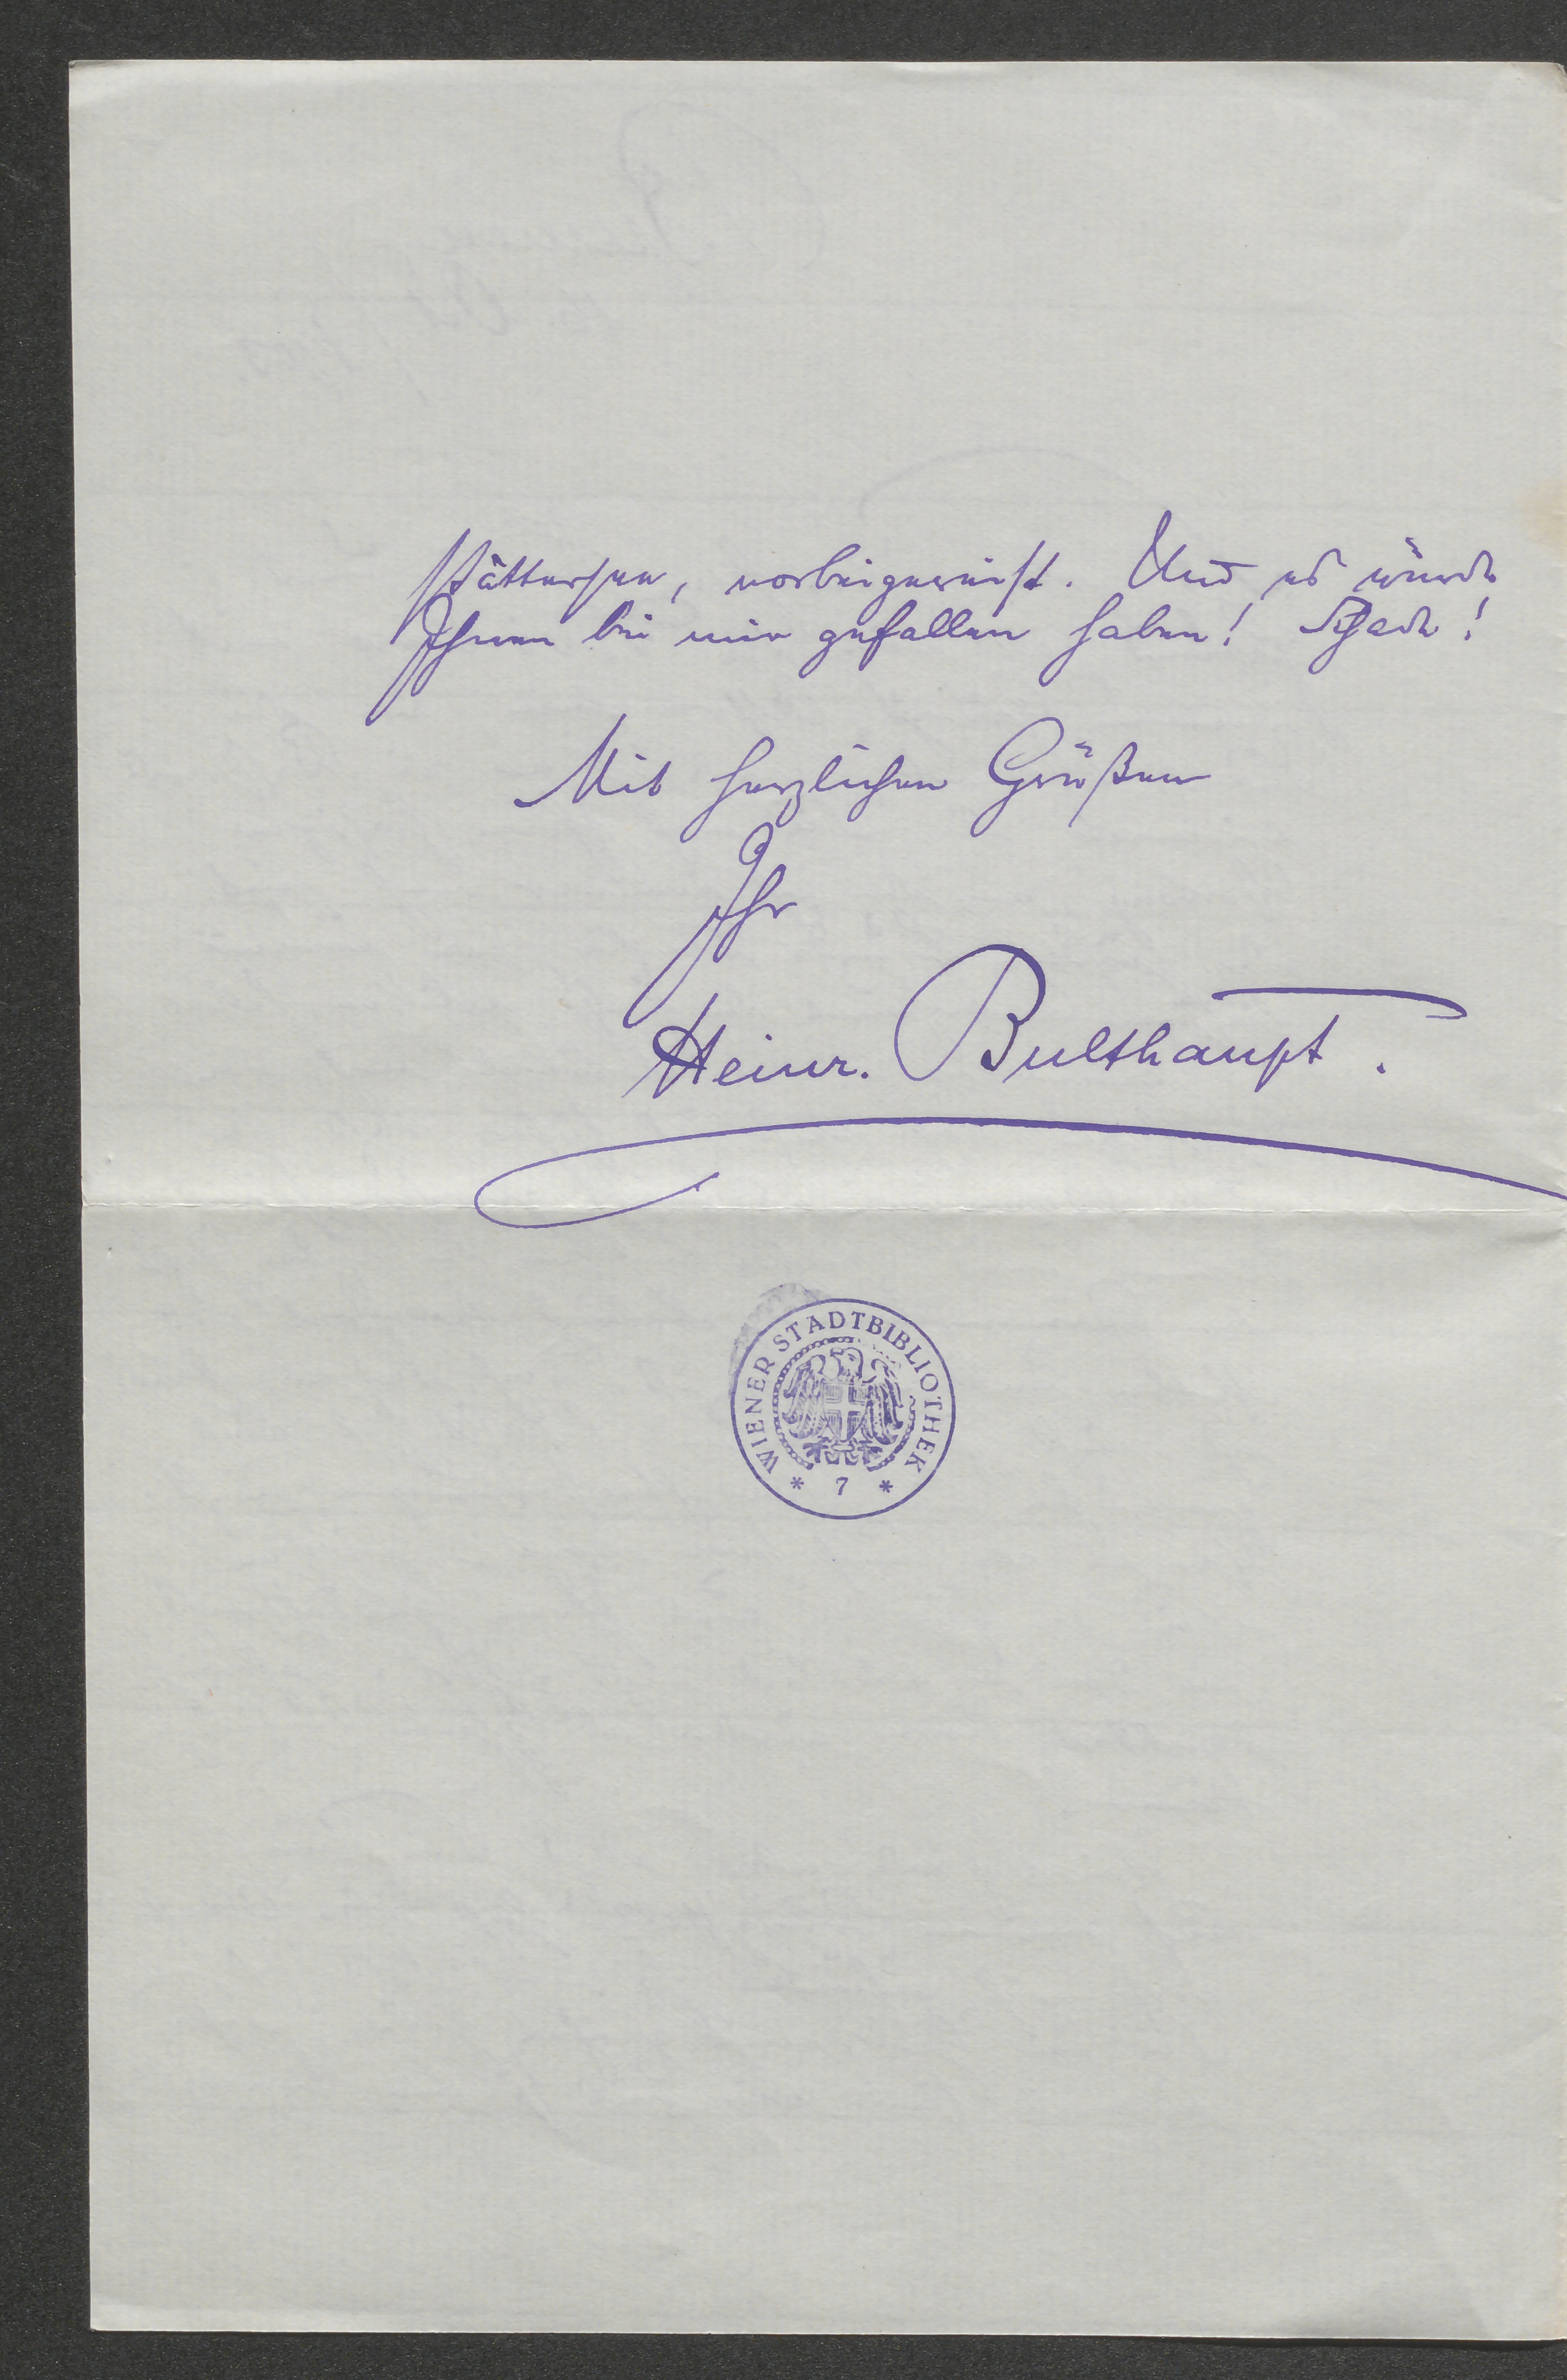 stättersee, vorbeigereist. Und es würde
Ihnen bei mir gefallen haben! Schade!
Mit herzlichen Grüßen
Ihr
Heinr. Bulthaupt.
WIENER STADTBIBLIOTHEK
* 7 *